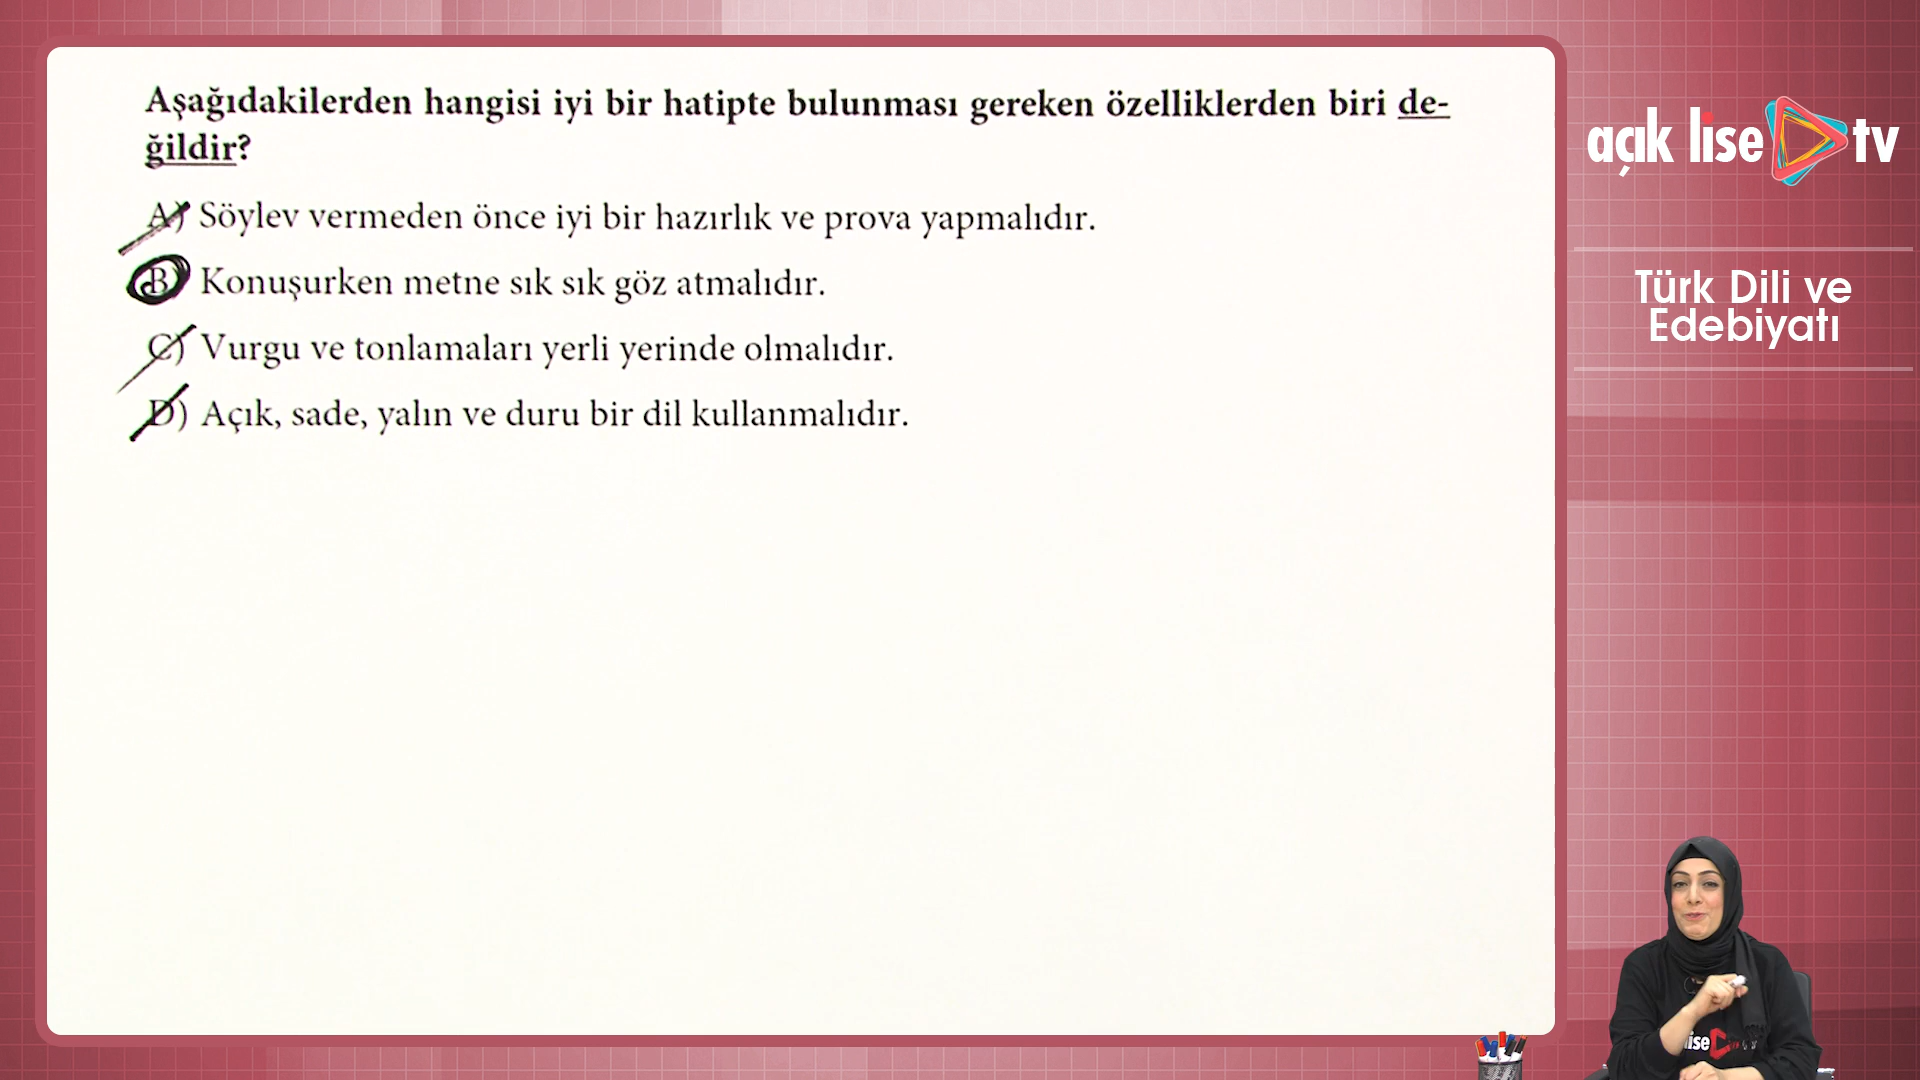 Aşağıdakilerden hangisi iyi bir hatipte bulunması gereken özelliklerden biri de-
ğildir?
A) Söylev vermeden önce iyi bir hazırlık ve prova yapmalıdır.
B) Konuşurken metne sık sık göz atmalıdır.
C) Vurgu ve tonlamaları yerli yerinde olmalıdır.
D) Açık, sade, yalın ve duru bir dil kullanmalıdır.
açık lise tv
Türk Dili ve
Edebiyatı
lise